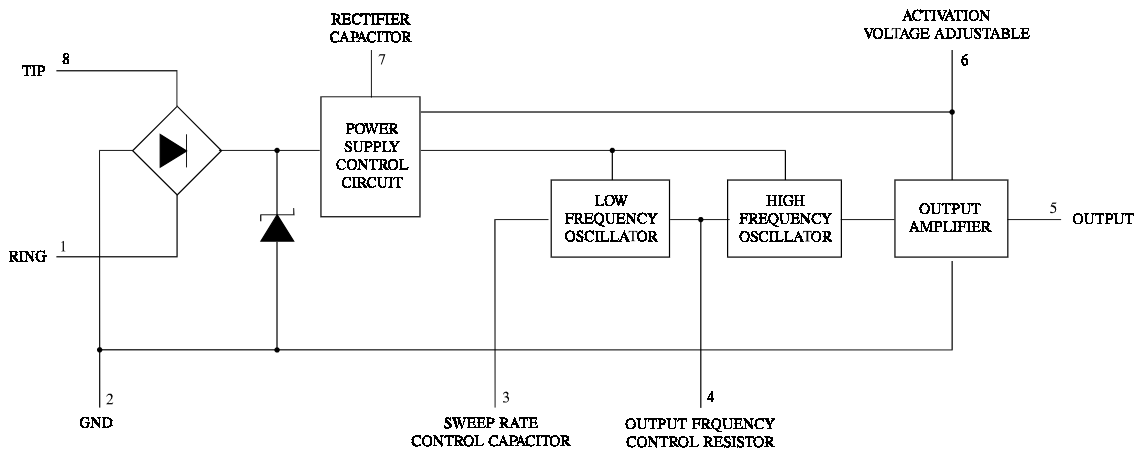 RECTIFIER
CAPACITOR
7
ACTIVATION
VOLTAGE ADJUSTABLE
6
8
TIP
POWER
SUPPLY
CONTROL
CIRCUIT
LOW
FREQUENCY
OSCILLATOR
HIGH
FREQUENCY
OSCILLATOR
OUTPUT
AMPLIFIER
5
OUTPUT
1
RING
2
GND
3
SWEEP RATE
CONTROL CAPACITOR
4
OUTPUT FRQUENCY
CONTROL RESISTOR